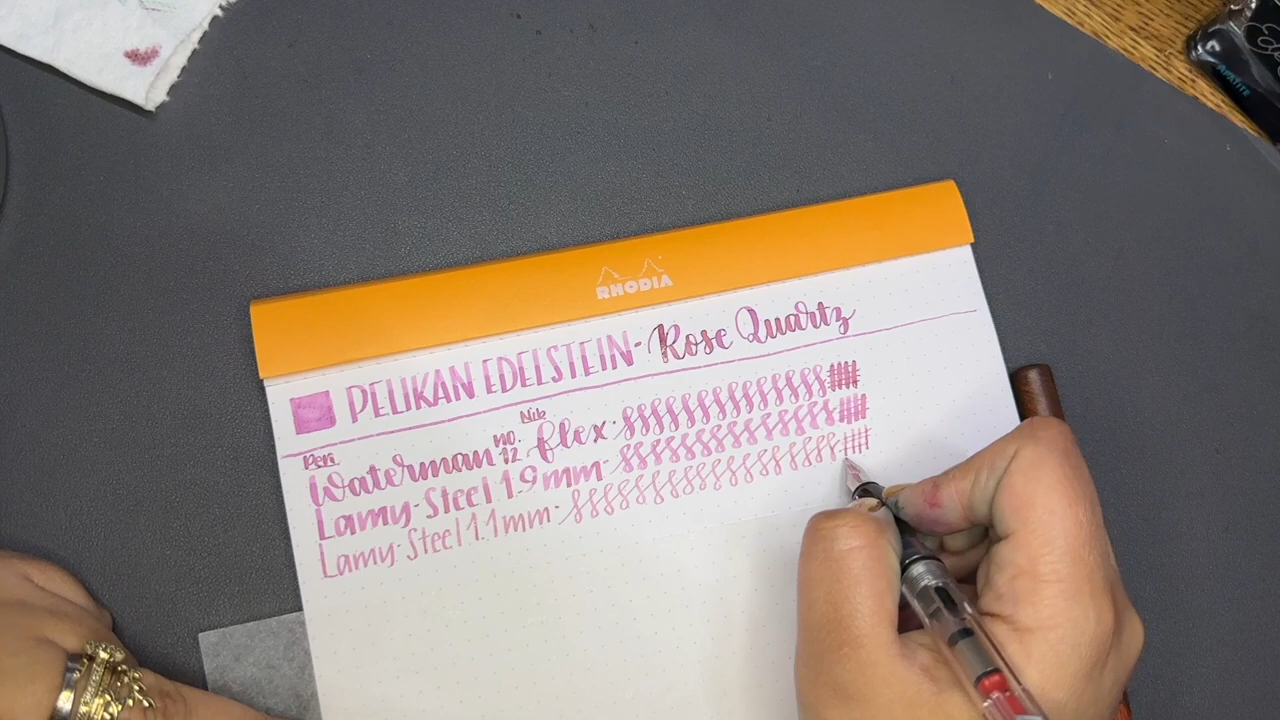 RHODIA
PELIKAN EDELSTEIN-Rose Quartz
Pen Nib
Waterman no. 12 flex.
Lamy-Steel 1.9mm-
Lamy-Steel 1.1mm-
APATITE